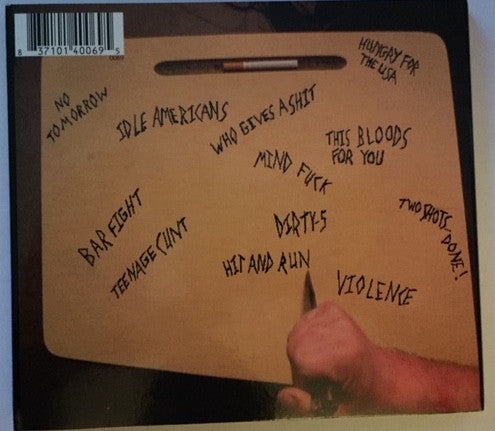 8 37101 40069 5
HUNGRY FOR
THE USA
NO
TOMORROW
IDLE AMERICANS
WHO GIVES A SHIT
THIS BLOODS
FOR YOU
MIND FUCK
BAR FIGHT
TEENAGE CUNT
DIRTY-5
TWO SHOTS... DONE!
HIT AND RUN
VIOLENCE